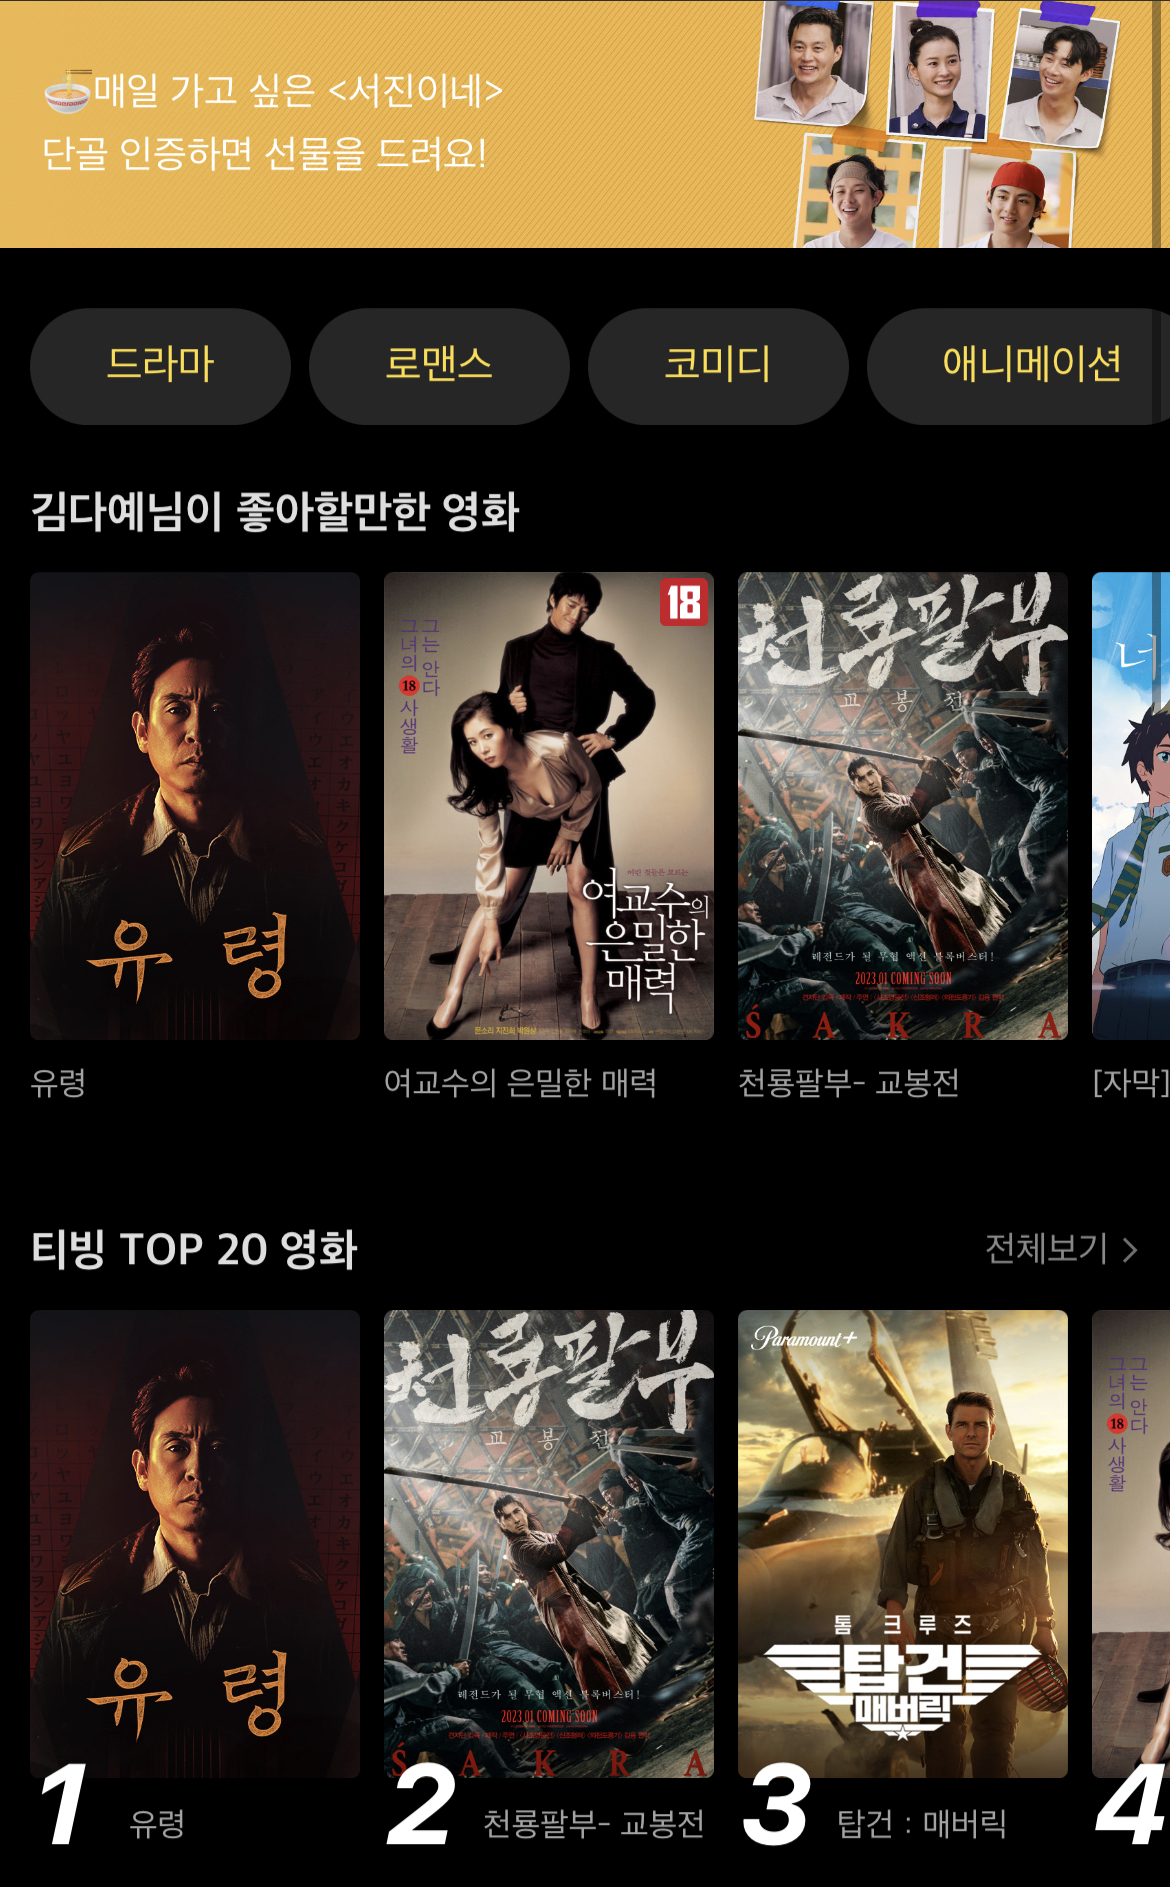 매일 가고 싶은 <서진이네>
단골 인증하면 선물을 드려요!
드라마
로맨스
코미디
애니메이션
김다예님이 좋아할만한 영화
유 령
18
그는 안다
그녀의 18 사생활
여교수의
은밀한
매력
문소리 지진희
천룡팔부
교 봉 전
레전드가 된 무협 액션 블록버스터!
2023.01 COMING SOON
S A K R A
너
유령
여교수의 은밀한 매력
천룡팔부- 교봉전
[자막]
티빙 TOP 20 영화
전체보기 >
유 령
천룡팔부
교 봉 전
레전드가 된 무협 액션 블록버스터!
2023.01 COMING SOON
S A K R A
Paramount+
톰 크루즈
탑건
매버릭
그는 안다
그녀의 18 사생활
1 유령
2 천룡팔부- 교봉전
3 탑건 : 매버릭
4